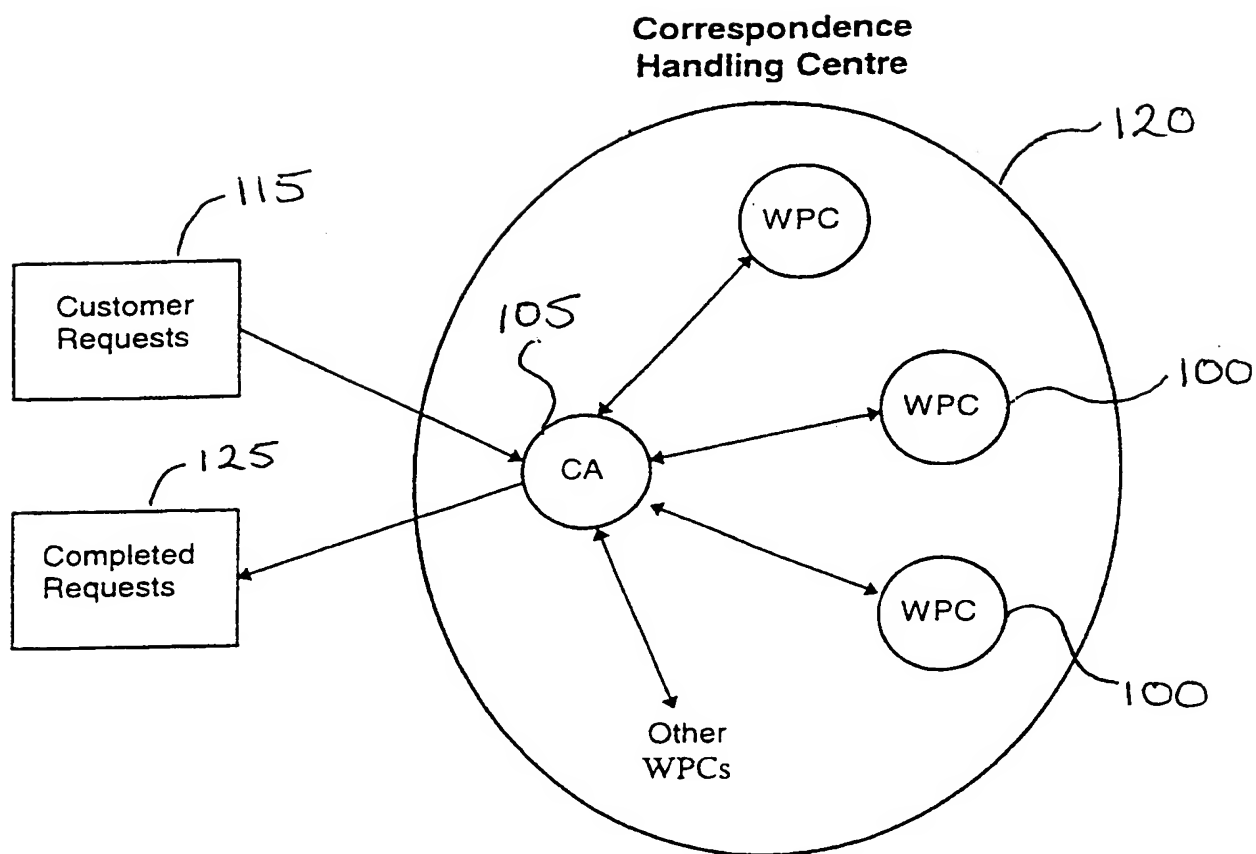 Correspondence
Handling Centre
120
115
WPC
Customer
Requests
105
100
WPC
CA
125
Completed
Requests
WPC
100
Other
WPCs